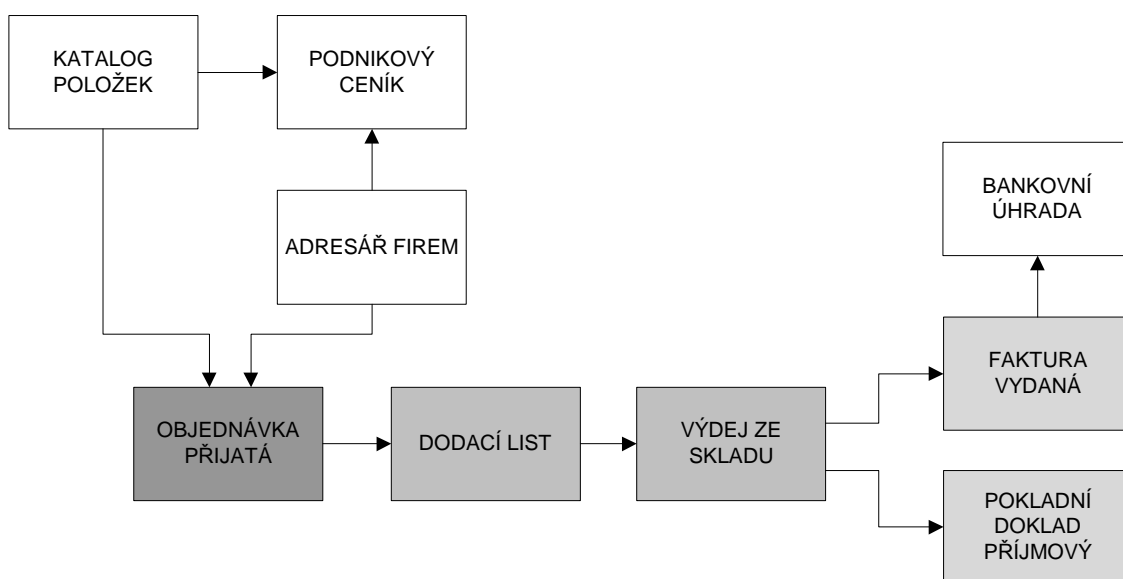 KATALOG
POLOŽEK
PODNIKOVÝ
CENÍK
ADRESÁŘ FIREM
BANKOVNÍ
ÚHRADA
FAKTURA
VYDANÁ
OBJEDNÁVKA
PŘIJATÁ
DODACÍ LIST
VÝDEJ ZE
SKLADU
POKLADNÍ
DOKLAD
PŘÍJMOVÝ